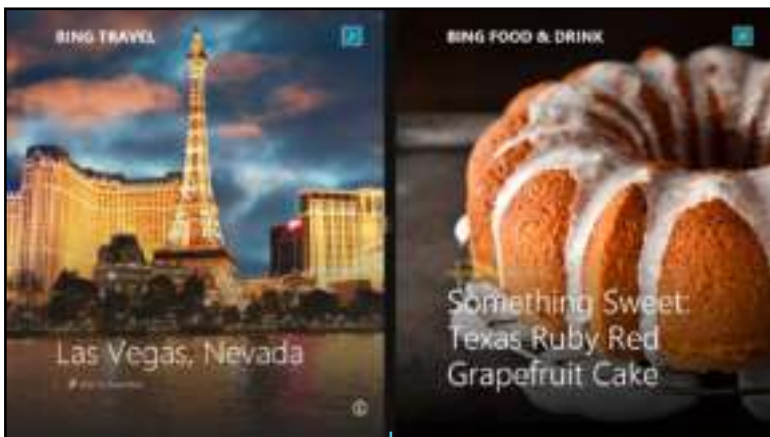 BING TRAVEL
Las Vegas, Nevada
BING FOOD & DRINK
Something Sweet:
Texas Ruby Red
Grapefruit Cake